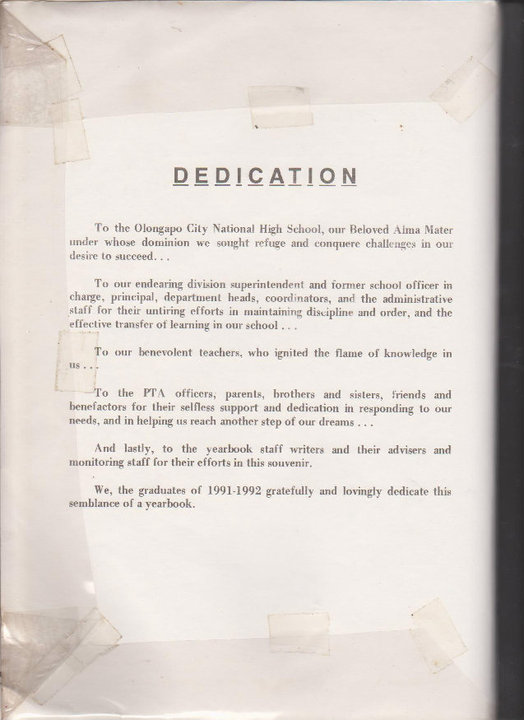 DEDICATION
To the Olongapo City National High School, our Beloved Alma Mater
under whose dominion we sought refuge and conquere challenges in our
desire to succeed. . .
To our endearing division superintendent and former school officer in
charge, principal, department heads, coordinators, and the administrative
staff for their untiring efforts in maintaining discipline and order, and the
effective transfer of learning in our school . . .
To our benevolent teachers, who ignited the flame of knowledge in
us . . .
To the PTA officers, parents, brothers and sisters, friends and
benefactors for their selfless support and dedication in responding to our
needs, and in helping us reach another step of our dreams . . .
And lastly, to the yearbook staff writers and their advisers and
monitoring staff for their efforts in this souvenir.
We, the graduates of 1991-1992 gratefully and lovingly dedicate this
semblance of a yearbook.